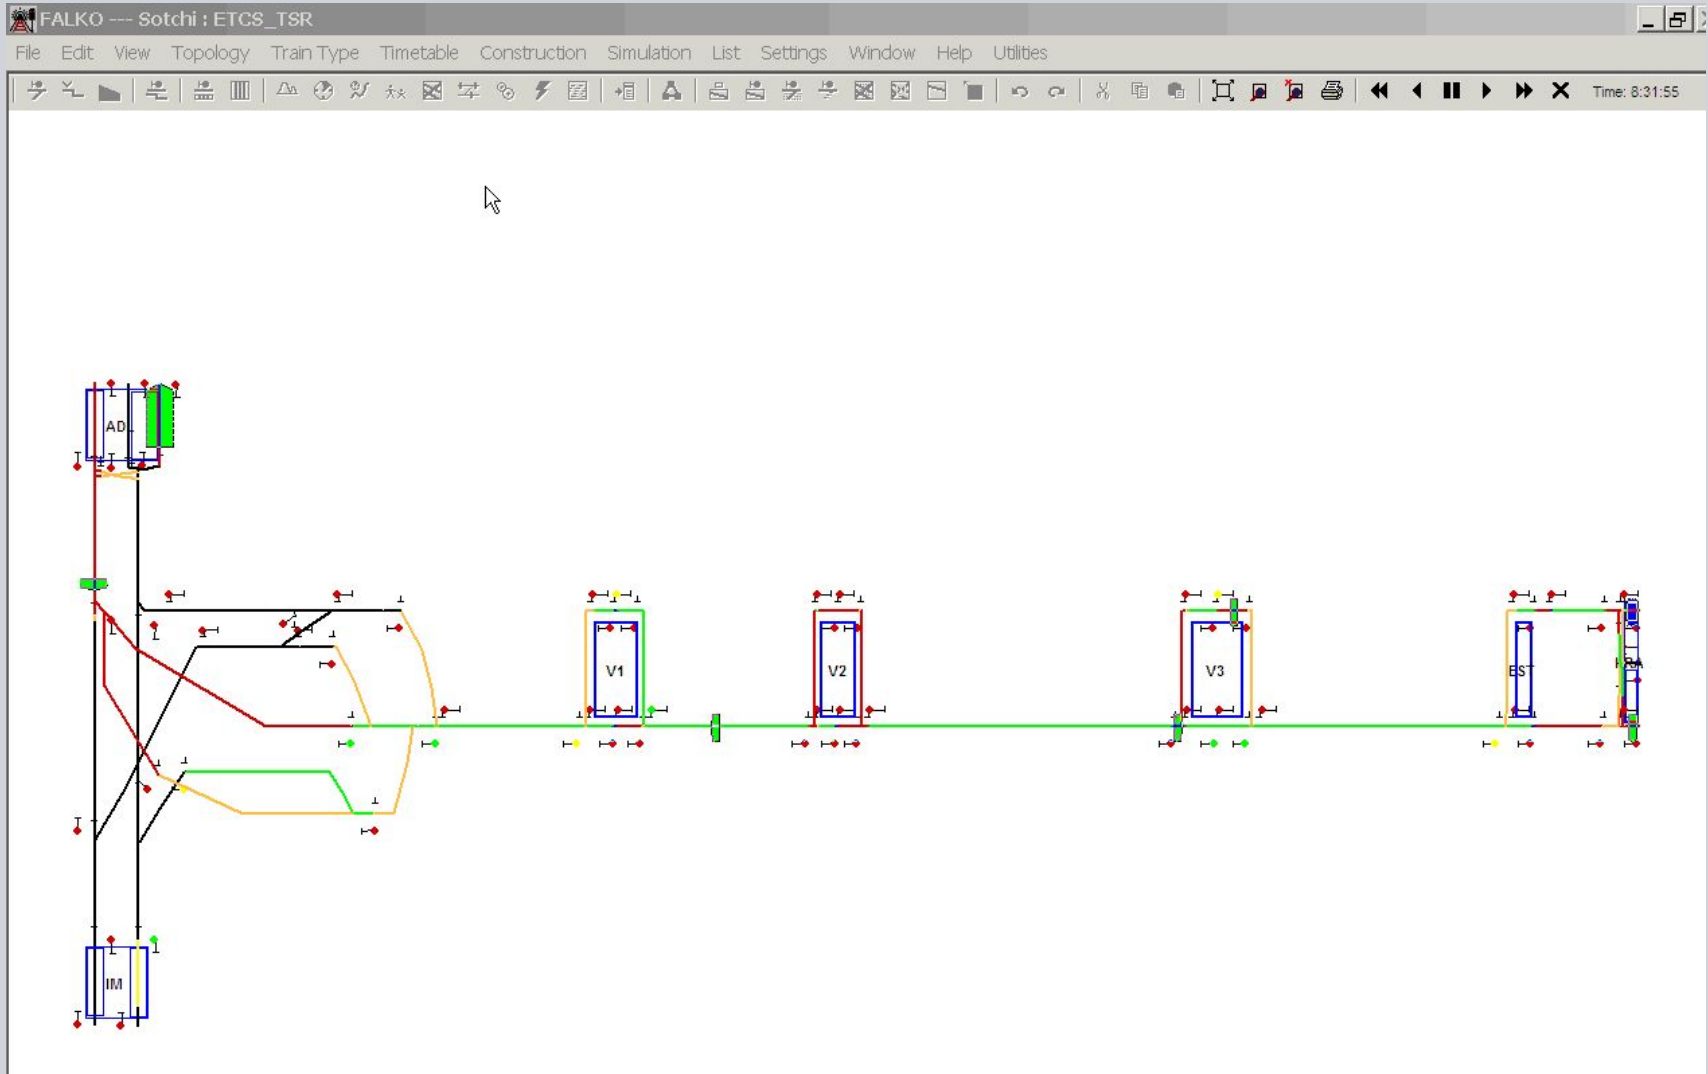 FALKO --- Sotchi : ETCS_TSR
File Edit View Topology Train Type Timetable Construction Simulation List Settings Window Help Utilities
Time: 8:31:55
AD
V1
V2
V3
EST
IM